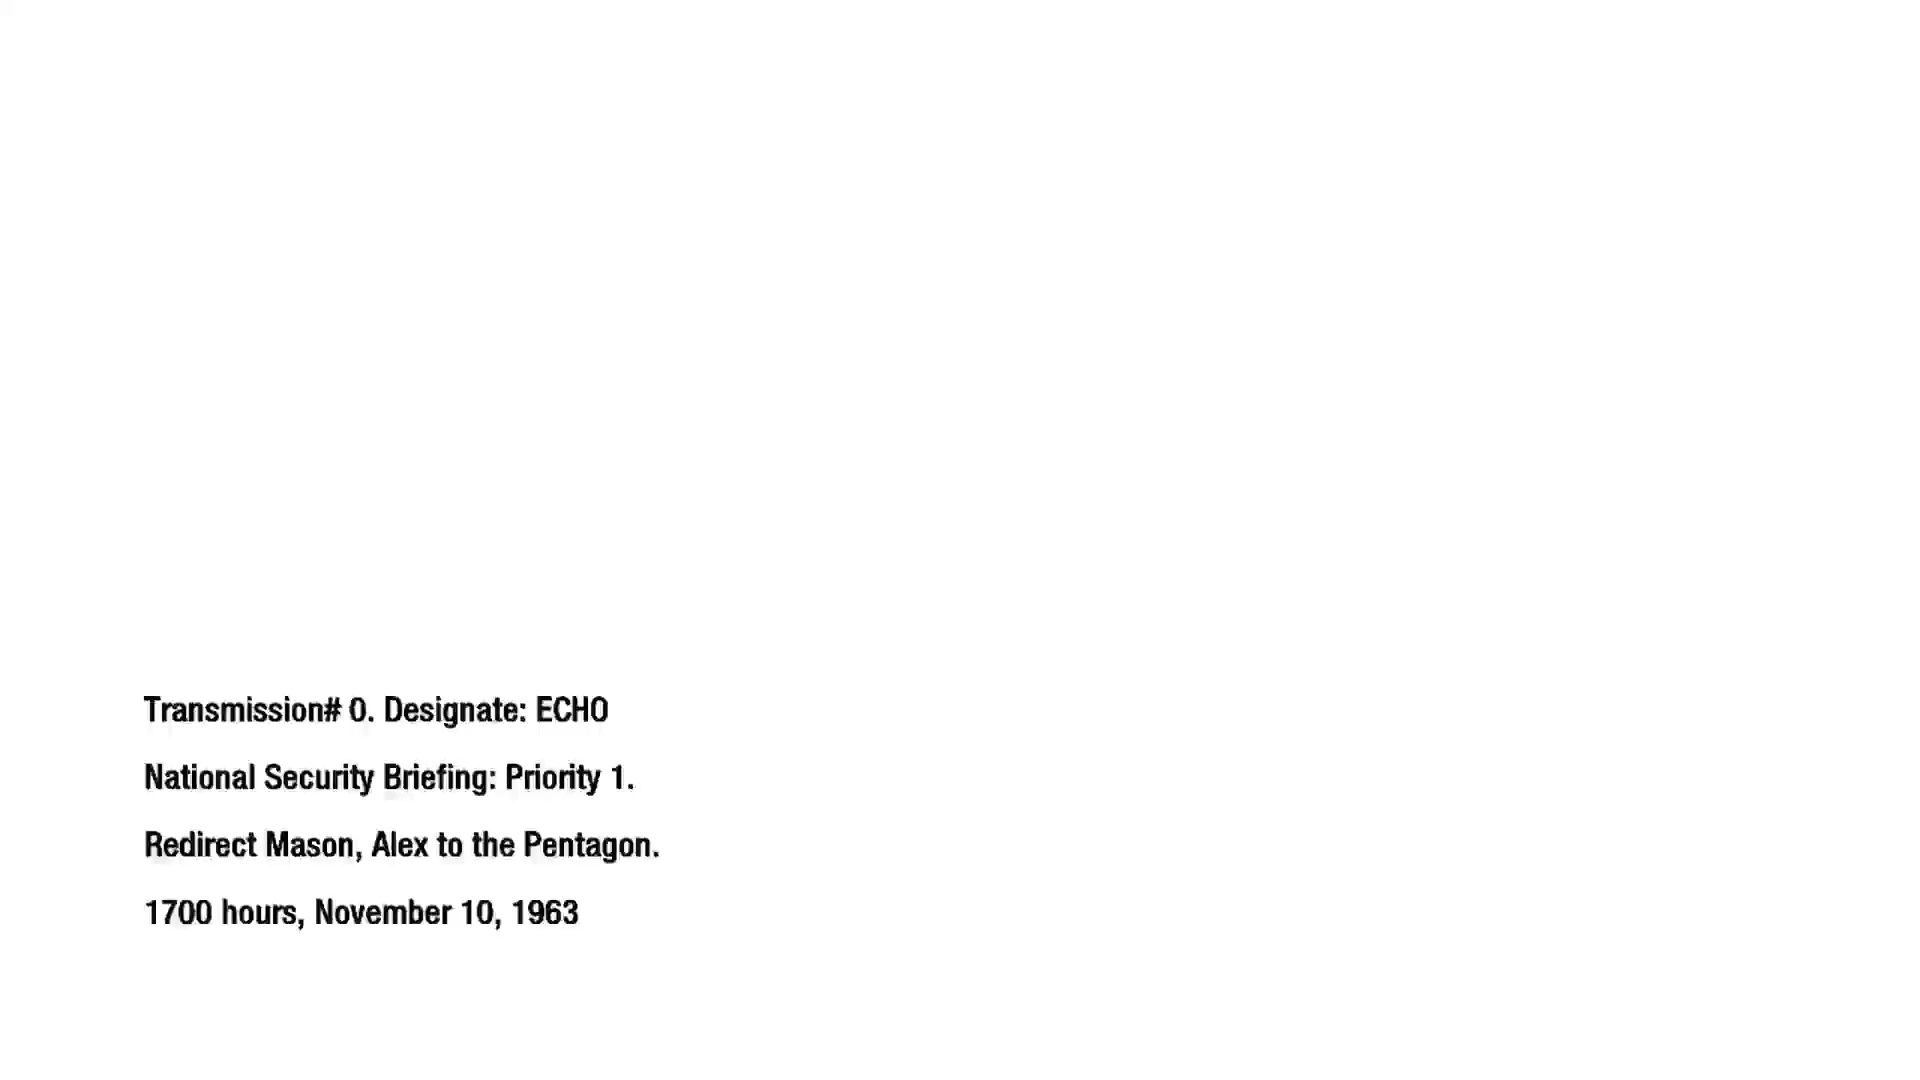 Transmission# 0. Designate: ECHO
National Security Briefing: Priority 1.
Redirect Mason, Alex to the Pentagon.
1700 hours, November 10, 1963